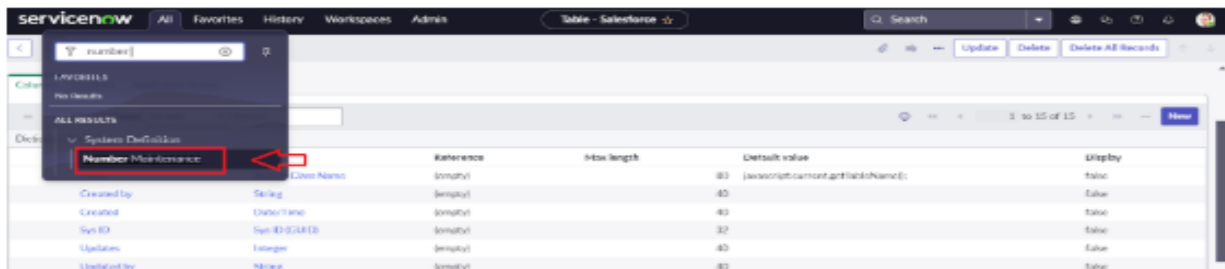 servicenow All Favorites History Workspaces Admin Table - Salesforce Search
number Update Delete Delete All Records
FAVORITES
No Results
ALL RESULTS 1 to 15 of 15 New
System Definition
Number Maintenance Reference Max length Default value Display
Class Name (empty) 80 javascript:current.getTableName(); false
Created by String (empty) 40 false
Created Date/Time (empty) 40 false
Sys ID Sys ID (GUID) (empty) 32 false
Updates Integer (empty) 40 false
Updated by String (empty) 40 false